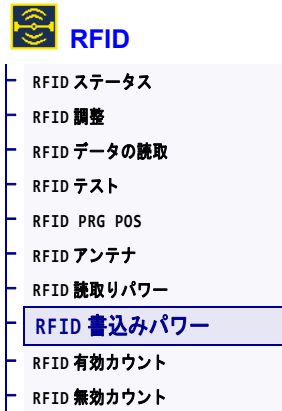 RFID
RFID ステータス
RFID 調整
RFID データの読取
RFID テスト
RFID PRG POS
RFID アンテナ
RFID 読取りパワー
RFID 書込みパワー
RFID 有効カウント
RFID 無効カウント